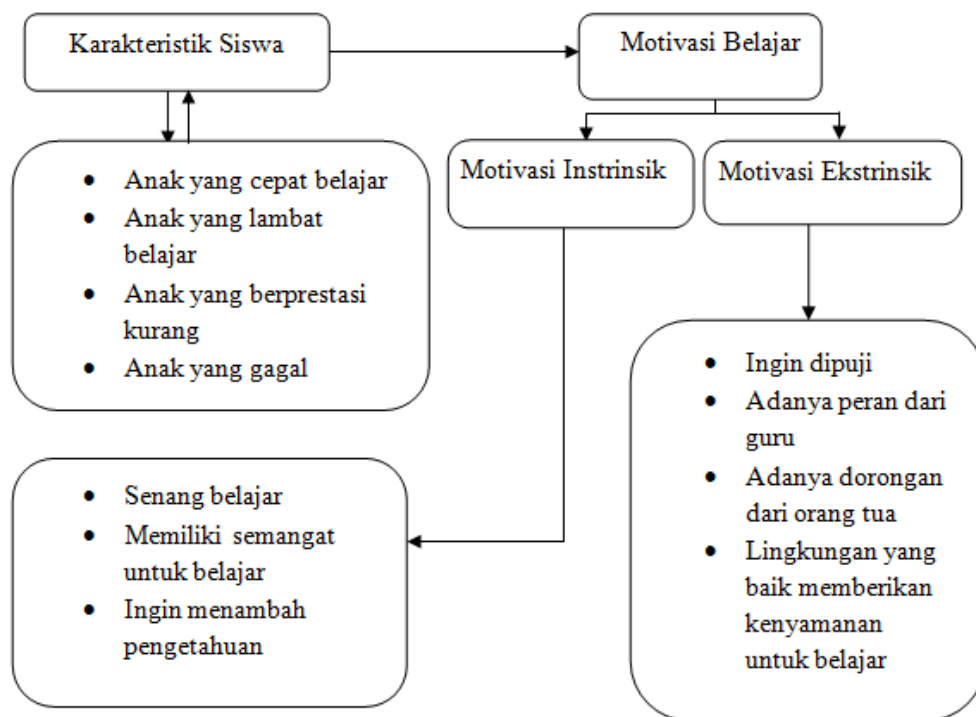 Karakteristik Siswa
Motivasi Belajar
Motivasi Instrinsik
Motivasi Ekstrinsik
• Anak yang cepat belajar
• Anak yang lambat
belajar
• Anak yang berprestasi
kurang
• Anak yang gagal
• Senang belajar
• Memiliki semangat
untuk belajar
• Ingin menambah
pengetahuan
• Ingin dipuji
• Adanya peran dari
guru
• Adanya dorongan
dari orang tua
• Lingkungan yang
baik memberikan
kenyamanan
untuk belajar